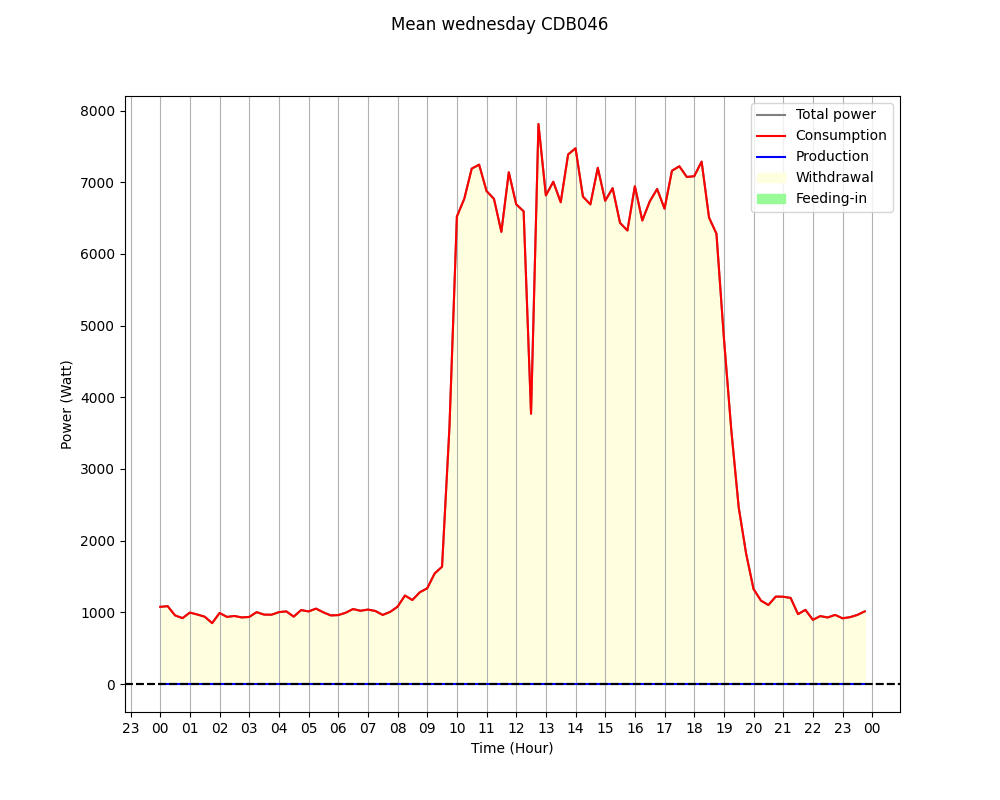 Mean wednesday CDB046
Total power
Consumption
Production
Withdrawal
Feeding-in
8000
7000
6000
5000
4000
3000
2000
1000
0
Power (Watt)
23 00 01 02 03 04 05 06 07 08 09 10 11 12 13 14 15 16 17 18 19 20 21 22 23 00
Time (Hour)